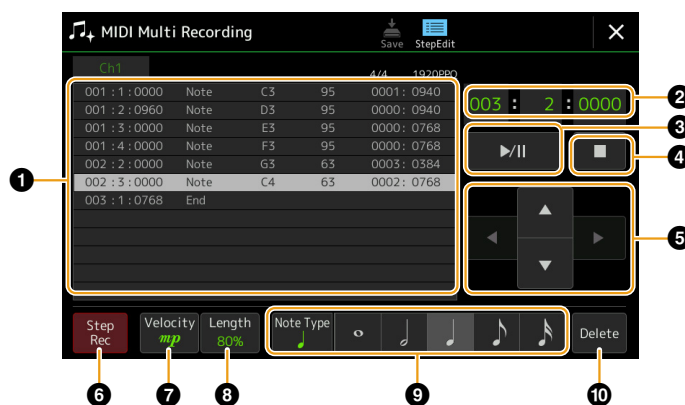 MIDI Multi Recording
Save StepEdit
Ch1
4/4 1920PPQ
001 : 1 : 0000 Note C3 95 0001 : 0940
001 : 2 : 0960 Note D3 95 0000 : 0940
001 : 3 : 0000 Note E3 95 0000 : 0768
001 : 4 : 0000 Note F3 95 0000 : 0768
002 : 2 : 0000 Note G3 63 0003 : 0384
002 : 3 : 0000 Note C4 63 0002 : 0768
003 : 1 : 0768 End
003 : 2 : 0000
1
2
3
4
5
Step Rec
Velocity mp
Length 80%
Note Type
Delete
6
7
8
9
10